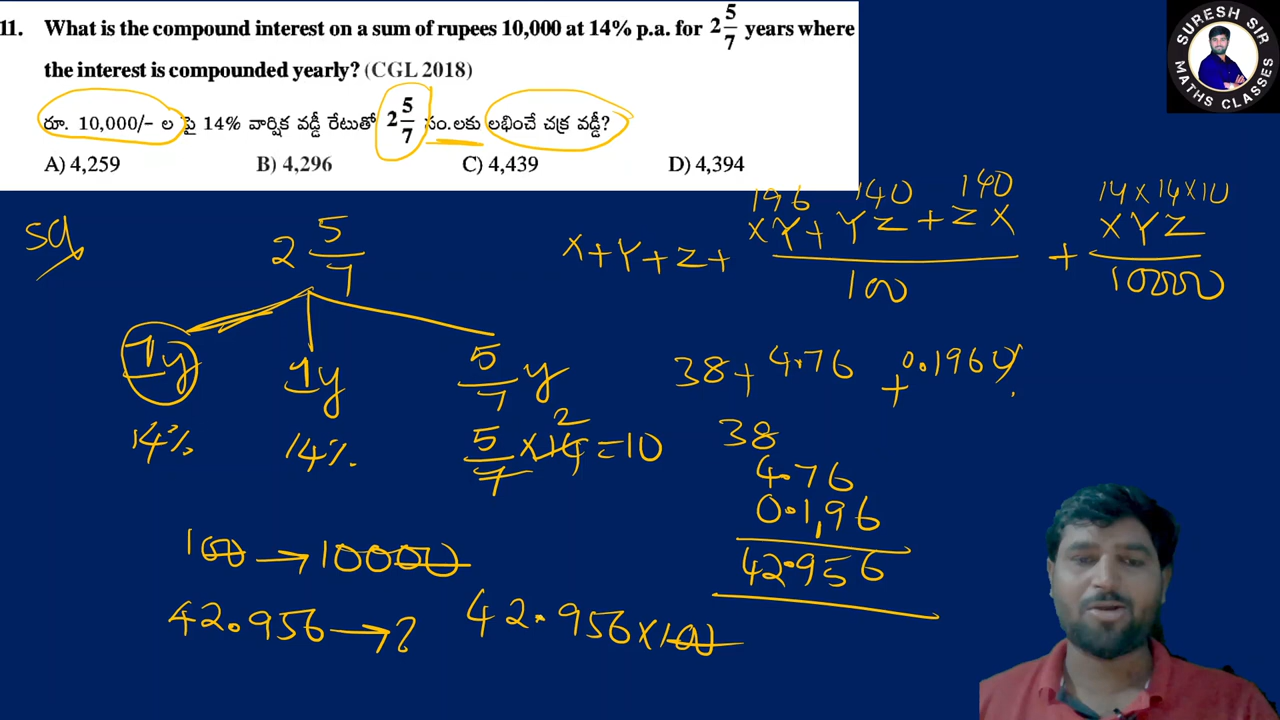 11. What is the compound interest on a sum of rupees 10,000 at 14% p.a. for 2 5/7 years where
the interest is compounded yearly? (CGL 2018)
రూ. 10,000/- ల పై 14% వార్షిక వడ్డీ రేటుతో 2 5/7 సం.లకు లభించే చక్ర వడ్డీ?
A) 4,259 B) 4,296 C) 4,439 D) 4,394
SURESH SIR
MATHS CLASSES
2 5/7
1y 1y 5/7 y
14% 14% 5/7 × 14 2 = 10
100 → 10000
42.956 → ? 42.956 × 100
196 140 140 14 × 14 × 10
X + Y + Z + XY + YZ + ZX / 100 + XYZ / 10000
38 + 4.76 + 0.1960
38
4.76
0.1,96
42.956